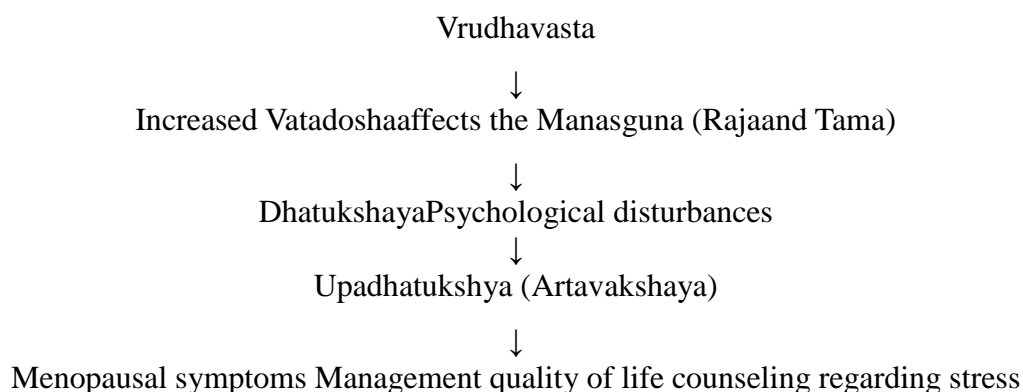 Vrudhavasta
↓
Increased Vatadoshaaffects the Manasguna (Rajaand Tama)
↓
DhatukshayaPsychological disturbances
↓
Upadhatukshya (Artavakshaya)
↓
Menopausal symptoms Management quality of life counseling regarding stress